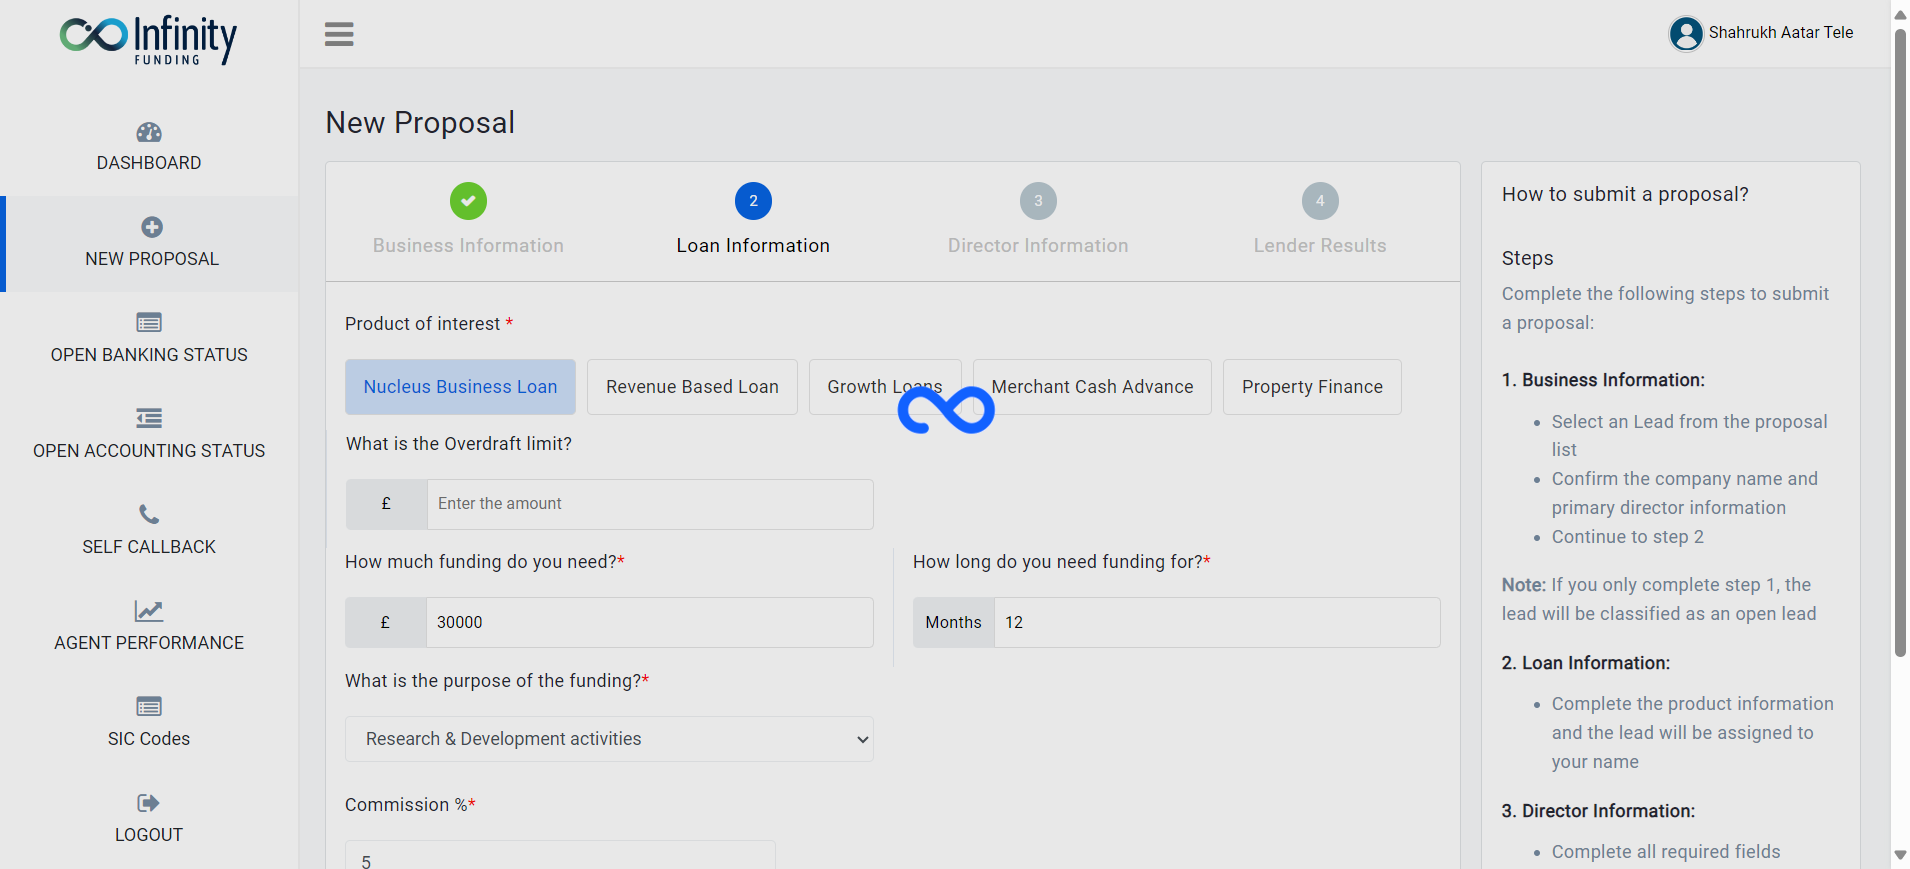 Infinity
FUNDING
Shahrukh Aatar Tele
DASHBOARD
NEW PROPOSAL
OPEN BANKING STATUS
OPEN ACCOUNTING STATUS
SELF CALLBACK
AGENT PERFORMANCE
SIC Codes
LOGOUT
New Proposal
2 3 4
Business Information Loan Information Director Information Lender Results
Product of interest *
Nucleus Business Loan Revenue Based Loan Growth Loans Merchant Cash Advance Property Finance
What is the Overdraft limit?
£ Enter the amount
How much funding do you need?* How long do you need funding for?*
£ 30000 Months 12
What is the purpose of the funding?*
Research & Development activities
Commission %*
5
How to submit a proposal?
Steps
Complete the following steps to submit
a proposal:
1. Business Information:
• Select an Lead from the proposal
list
• Confirm the company name and
primary director information
• Continue to step 2
Note: If you only complete step 1, the
lead will be classified as an open lead
2. Loan Information:
• Complete the product information
and the lead will be assigned to
your name
3. Director Information:
• Complete all required fields